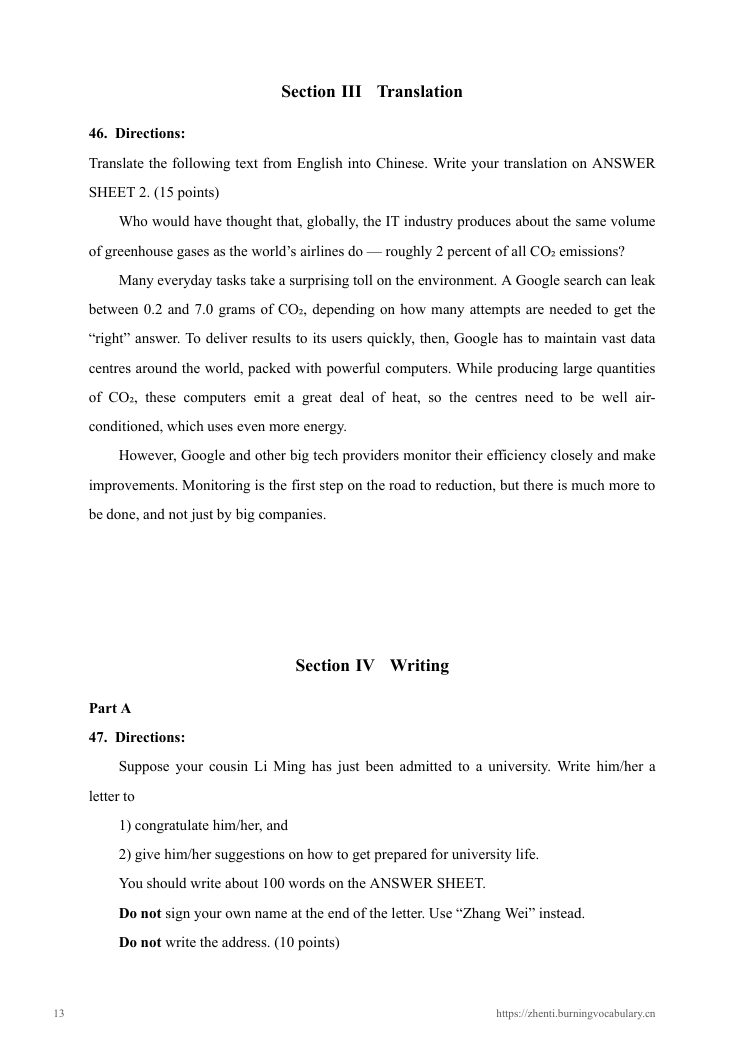 Section III Translation
46. Directions:
Translate the following text from English into Chinese. Write your translation on ANSWER
SHEET 2. (15 points)
Who would have thought that, globally, the IT industry produces about the same volume
of greenhouse gases as the world’s airlines do — roughly 2 percent of all CO₂ emissions?
Many everyday tasks take a surprising toll on the environment. A Google search can leak
between 0.2 and 7.0 grams of CO₂, depending on how many attempts are needed to get the
“right” answer. To deliver results to its users quickly, then, Google has to maintain vast data
centres around the world, packed with powerful computers. While producing large quantities
of CO₂, these computers emit a great deal of heat, so the centres need to be well air-
conditioned, which uses even more energy.
However, Google and other big tech providers monitor their efficiency closely and make
improvements. Monitoring is the first step on the road to reduction, but there is much more to
be done, and not just by big companies.
Section IV Writing
Part A
47. Directions:
Suppose your cousin Li Ming has just been admitted to a university. Write him/her a
letter to
1) congratulate him/her, and
2) give him/her suggestions on how to get prepared for university life.
You should write about 100 words on the ANSWER SHEET.
Do not sign your own name at the end of the letter. Use “Zhang Wei” instead.
Do not write the address. (10 points)
13
https://zhenti.burningvocabulary.cn